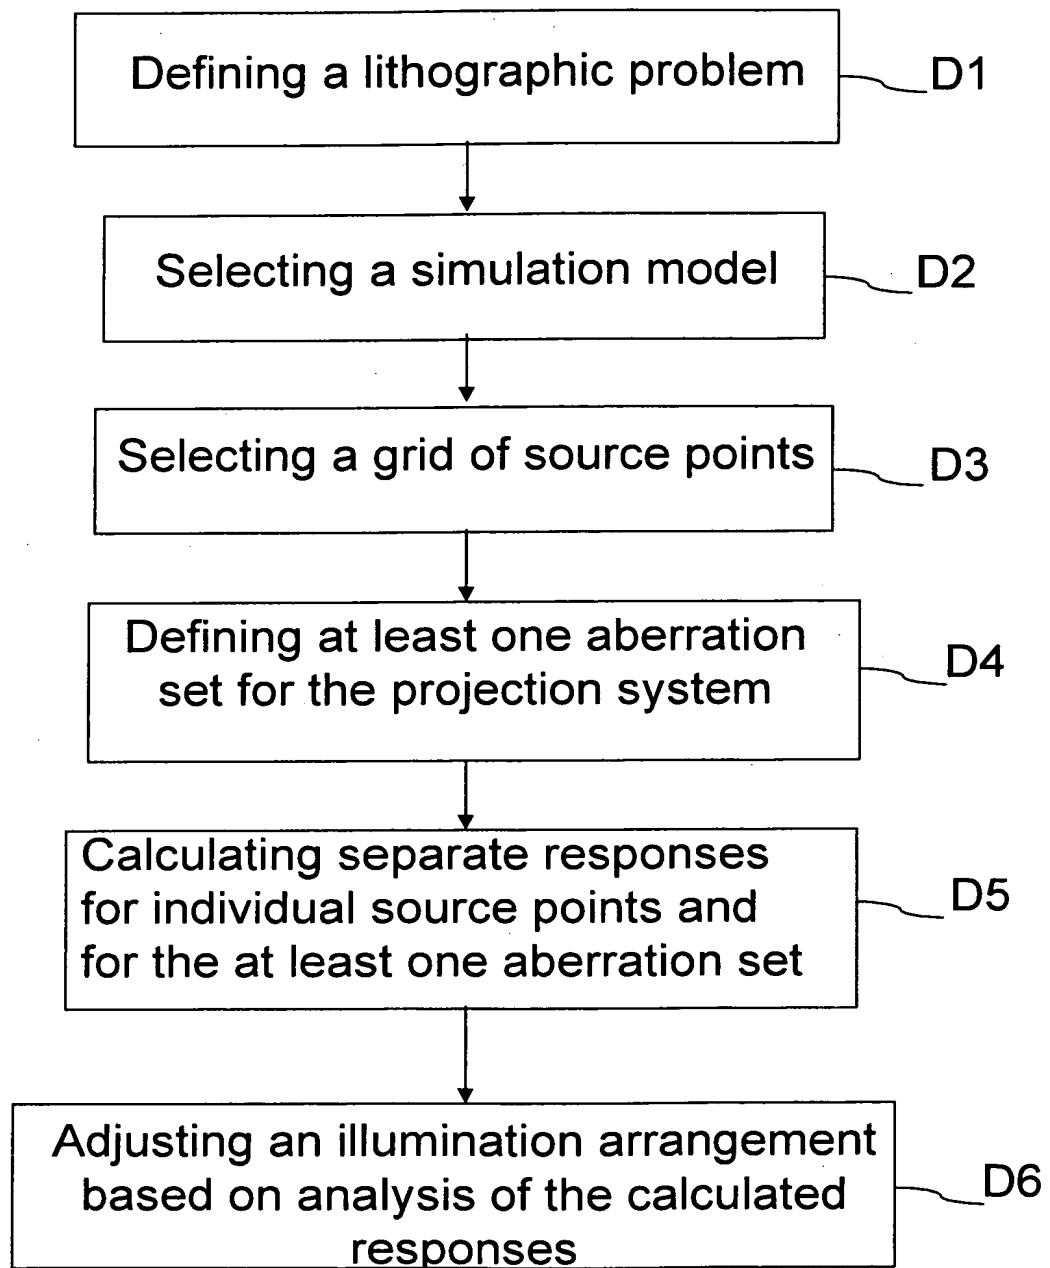 Defining a lithographic problem
D1
Selecting a simulation model
D2
Selecting a grid of source points
D3
Defining at least one aberration
set for the projection system
D4
Calculating separate responses
for individual source points and
for the at least one aberration set
D5
Adjusting an illumination arrangement
based on analysis of the calculated
responses
D6